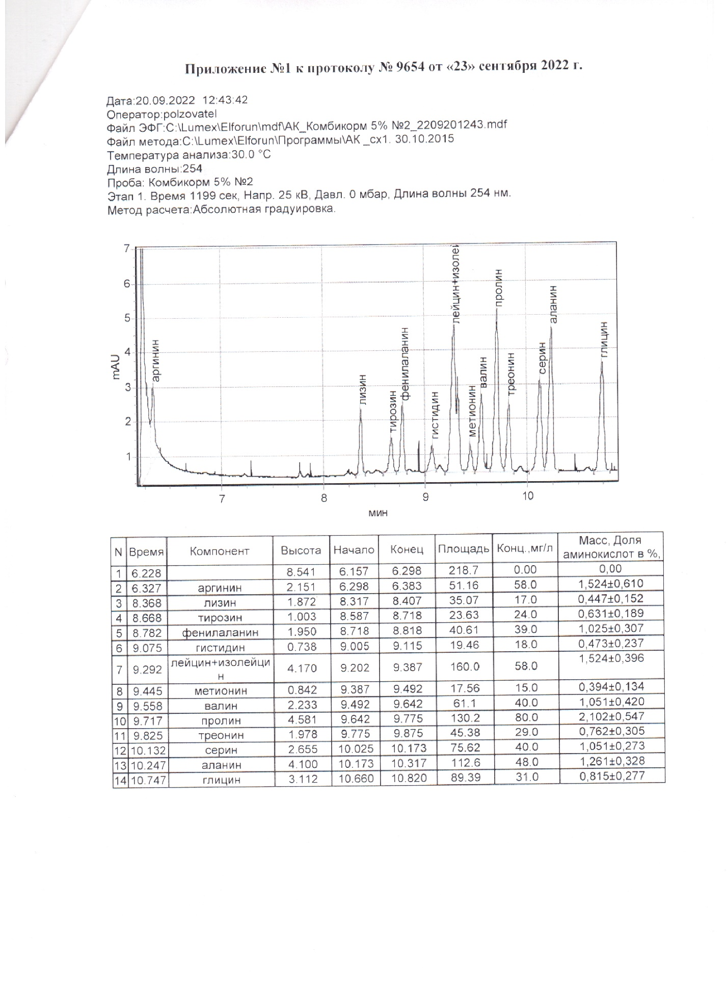 Приложение №1 к протоколу № 9654 от «23» сентября 2022 г.
Дата:20.09.2022 12:43:42
Оператор:polzovatel
Файл ЭФГ:C:\Lumex\Elforun\mdf\АК_Комбикорм 5% №2_2209201243.mdf
Файл метода:C:\Lumex\Elforun\Программы\АК _сх1. 30.10.2015
Температура анализа:30.0 °C
Длина волны:254
Проба: Комбикорм 5% №2
Этап 1. Время 1199 сек, Напр. 25 кВ, Давл. 0 мбар, Длина волны 254 нм.
Метод расчета:Абсолютная градуировка.
7
6
5
4
3
2
1
mAU
аргинин
лизин
тирозин
фенилаланин
гистидин
лейцин+изолей
метионин
валин
пролин
треонин
серин
аланин
глицин
7 8 9 10
мин
N Время Компонент Высота Начало Конец Площадь Конц.,мг/л Масс, Доля аминокислот в %,
1 6.228 8.541 6.157 6.298 218.7 0.00 0,00
2 6.327 аргинин 2.151 6.298 6.383 51.16 58.0 1,524±0,610
3 8.368 лизин 1.872 8.317 8.407 35.07 17.0 0,447±0,152
4 8.668 тирозин 1.003 8.587 8.718 23.63 24.0 0,631±0,189
5 8.782 фенилаланин 1.950 8.718 8.818 40.61 39.0 1,025±0,307
6 9.075 гистидин 0.738 9.005 9.115 19.46 18.0 0,473±0,237
7 9.292 лейцин+изолейцин 4.170 9.202 9.387 160.0 58.0 1,524±0,396
8 9.445 метионин 0.842 9.387 9.492 17.56 15.0 0,394±0,134
9 9.558 валин 2.233 9.492 9.642 61.1 40.0 1,051±0,420
10 9.717 пролин 4.581 9.642 9.775 130.2 80.0 2,102±0,547
11 9.825 треонин 1.978 9.775 9.875 45.38 29.0 0,762±0,305
12 10.132 серин 2.655 10.025 10.173 75.62 40.0 1,051±0,273
13 10.247 аланин 4.100 10.173 10.317 112.6 48.0 1,261±0,328
14 10.747 глицин 3.112 10.660 10.820 89.39 31.0 0,815±0,277